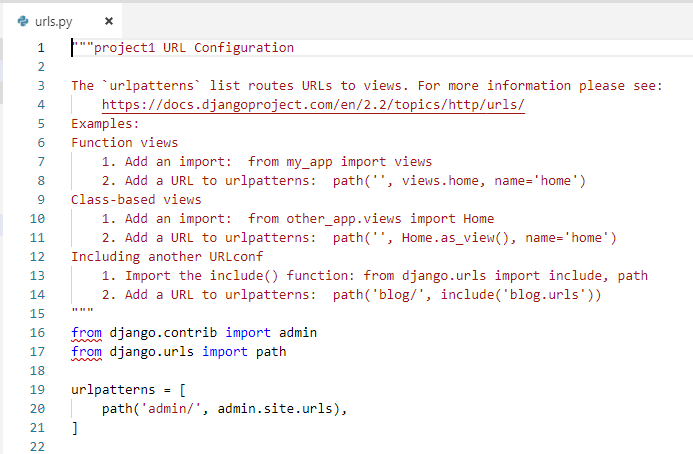 urls.py ×
1 """project1 URL Configuration
2
3 The `urlpatterns` list routes URLs to views. For more information please see:
4     https://docs.djangoproject.com/en/2.2/topics/http/urls/
5 Examples:
6 Function views
7     1. Add an import:  from my_app import views
8     2. Add a URL to urlpatterns:  path('', views.home, name='home')
9 Class-based views
10     1. Add an import:  from other_app.views import Home
11     2. Add a URL to urlpatterns:  path('', Home.as_view(), name='home')
12 Including another URLconf
13     1. Import the include() function: from django.urls import include, path
14     2. Add a URL to urlpatterns:  path('blog/', include('blog.urls'))
15 """
16 from django.contrib import admin
17 from django.urls import path
18
19 urlpatterns = [
20     path('admin/', admin.site.urls),
21 ]
22